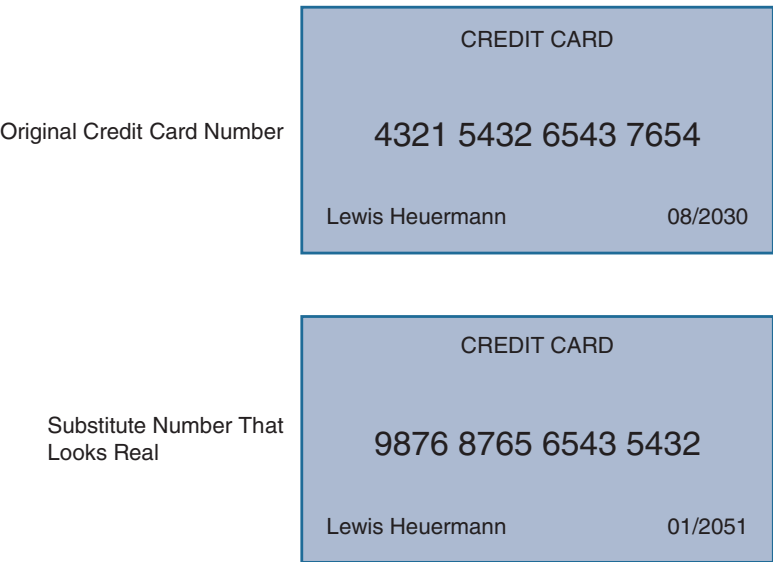 CREDIT CARD
Original Credit Card Number
4321 5432 6543 7654
Lewis Heuermann
08/2030
CREDIT CARD
Substitute Number That
Looks Real
9876 8765 6543 5432
Lewis Heuermann
01/2051